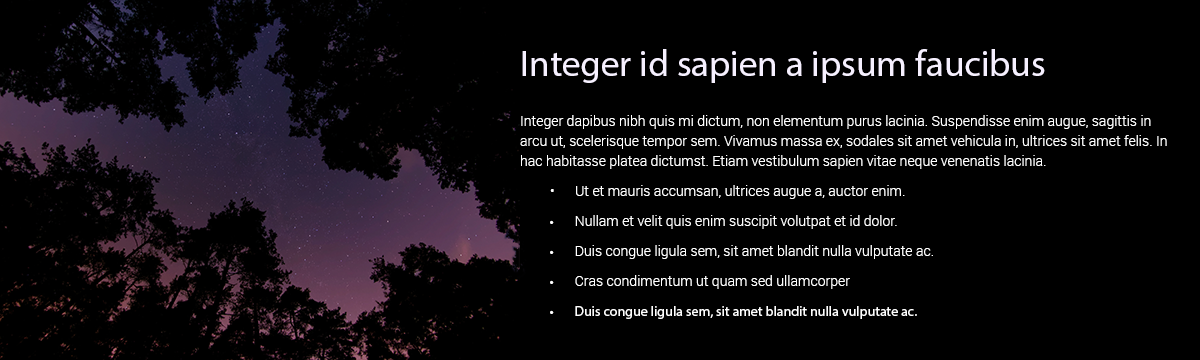 Integer id sapien a ipsum faucibus
Integer dapibus nibh quis mi dictum, non elementum purus lacinia. Suspendisse enim augue, sagittis in
arcu ut, scelerisque tempor sem. Vivamus massa ex, sodales sit amet vehicula in, ultrices sit amet felis. In
hac habitasse platea dictumst. Etiam vestibulum sapien vitae neque venenatis lacinia.
• Ut et mauris accumsan, ultrices augue a, auctor enim.
• Nullam et velit quis enim suscipit volutpat et id dolor.
• Duis congue ligula sem, sit amet blandit nulla vulputate ac.
• Cras condimentum ut quam sed ullamcorper
• Duis congue ligula sem, sit amet blandit nulla vulputate ac.